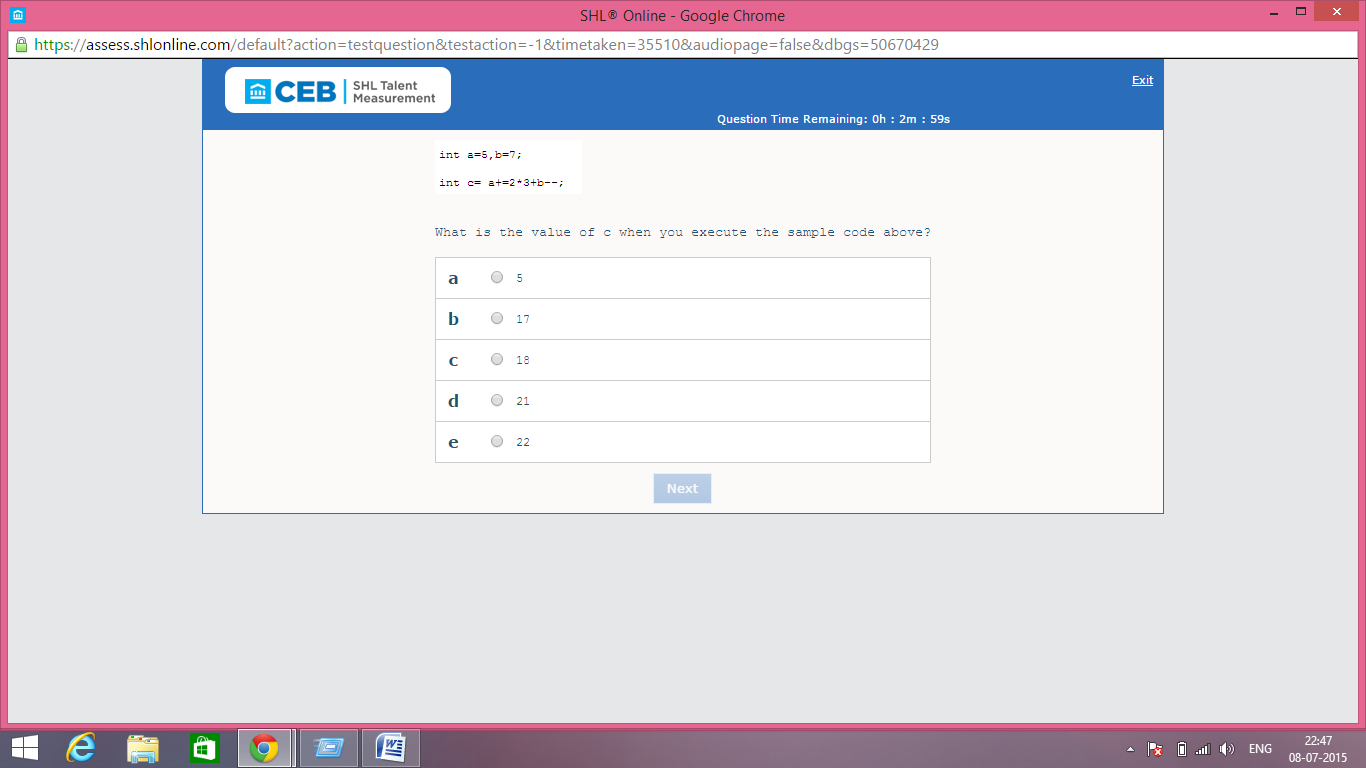 SHL® Online - Google Chrome
https://assess.shlonline.com/default?action=testquestion&testaction=-1&timetaken=35510&audiopage=false&dbgs=50670429
CEB SHL Talent Measurement
Exit
Question Time Remaining: 0h : 2m : 59s
int a=5,b=7;
int c= a+=2*3+b--;
What is the value of c when you execute the sample code above?
a 5
b 17
c 18
d 21
e 22
Next
ENG
22:47
08-07-2015